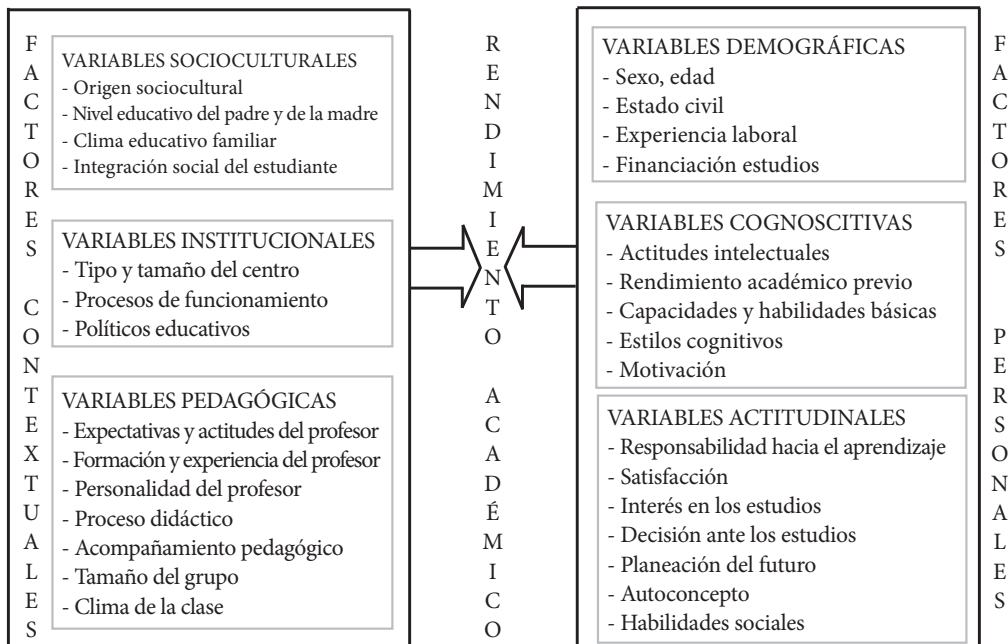 FACTORES CONTEXTUALES
VARIABLES SOCIOCULTURALES
- Origen sociocultural
- Nivel educativo del padre y de la madre
- Clima educativo familiar
- Integración social del estudiante
VARIABLES INSTITUCIONALES
- Tipo y tamaño del centro
- Procesos de funcionamiento
- Políticos educativos
VARIABLES PEDAGÓGICAS
- Expectativas y actitudes del profesor
- Formación y experiencia del profesor
- Personalidad del profesor
- Proceso didáctico
- Acompañamiento pedagógico
- Tamaño del grupo
- Clima de la clase
RENDIMIENTO ACADÉMICO
VARIABLES DEMOGRÁFICAS
- Sexo, edad
- Estado civil
- Experiencia laboral
- Financiación estudios
VARIABLES COGNOSCITIVAS
- Actitudes intelectuales
- Rendimiento académico previo
- Capacidades y habilidades básicas
- Estilos cognitivos
- Motivación
VARIABLES ACTITUDINALES
- Responsabilidad hacia el aprendizaje
- Satisfacción
- Interés en los estudios
- Decisión ante los estudios
- Planeación del futuro
- Autoconcepto
- Habilidades sociales
FACTORES PERSONALES